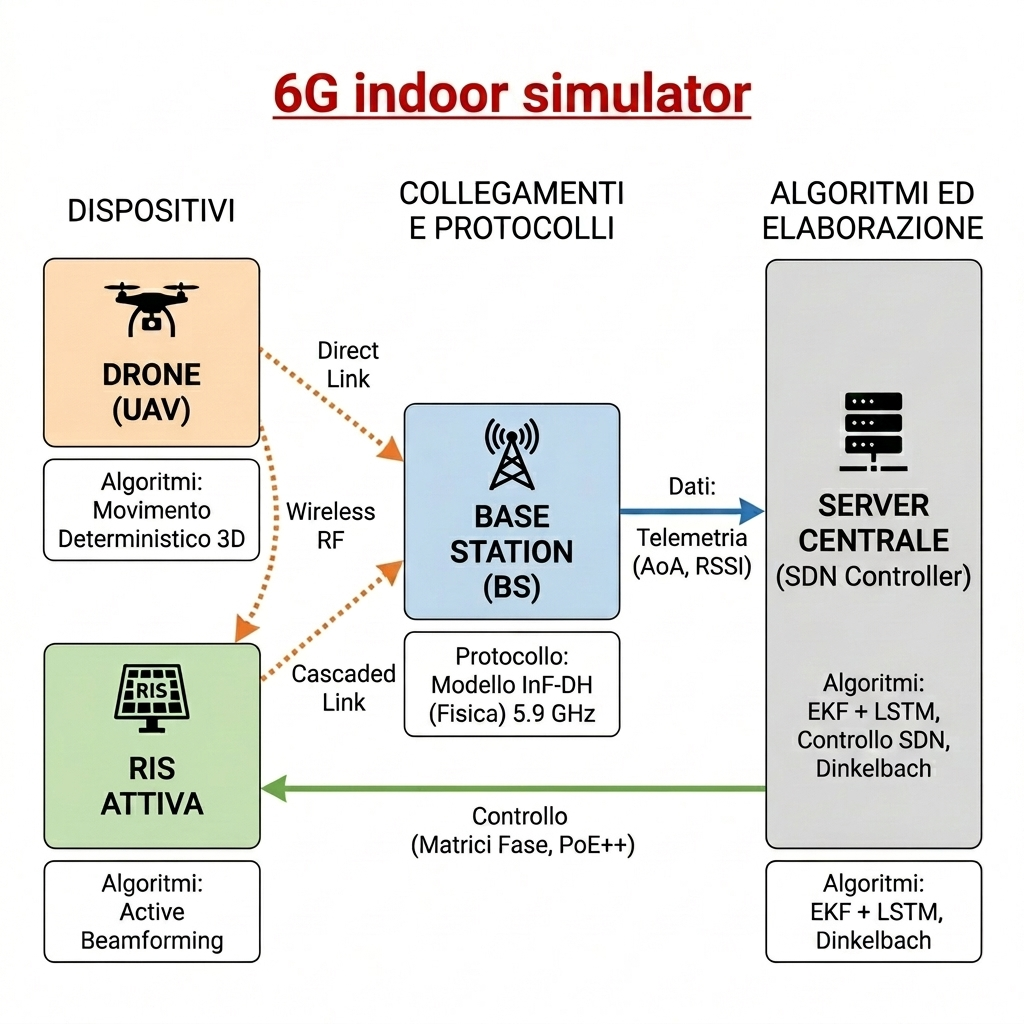 6G indoor simulator
DISPOSITIVI
COLLEGAMENTI
E PROTOCOLLI
ALGORITMI ED
ELABORAZIONE
DRONE
(UAV)
Algoritmi:
Movimento
Deterministico 3D
Direct
Link
Wireless
RF
Cascaded
Link
BASE
STATION
(BS)
Protocollo:
Modello InF-DH
(Fisica) 5.9 GHz
Dati:
Telemetria
(AoA, RSSI)
SERVER
CENTRALE
(SDN Controller)
Algoritmi:
EKF + LSTM,
Controllo SDN,
Dinkelbach
RIS
RIS
ATTIVA
Controllo
(Matrici Fase, PoE++)
Algoritmi:
Active
Beamforming
Algoritmi:
EKF + LSTM,
Dinkelbach